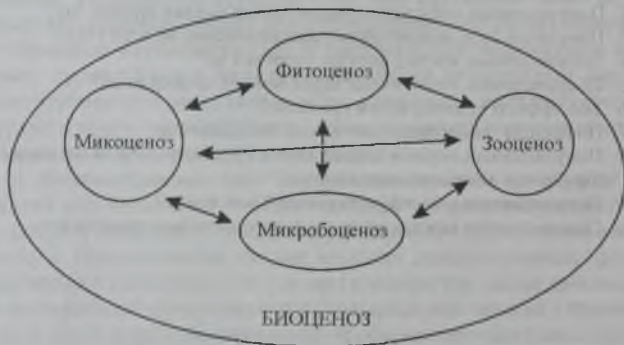 Фитоценоз
Микоценоз
Зооценоз
Микробоценоз
БИОЦЕНОЗ